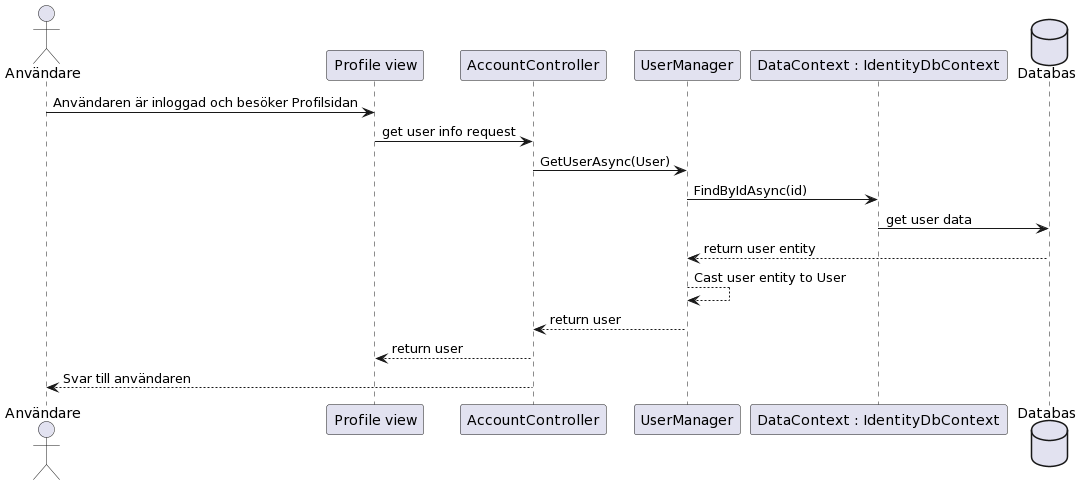 Användare
Profile view
AccountController
UserManager
DataContext : IdentityDbContext
Databas
Användaren är inloggad och besöker Profilsidan
get user info request
GetUserAsync(User)
FindByIdAsync(id)
get user data
return user entity
Cast user entity to User
return user
return user
Svar till användaren
Användare
Profile view
AccountController
UserManager
DataContext : IdentityDbContext
Databas